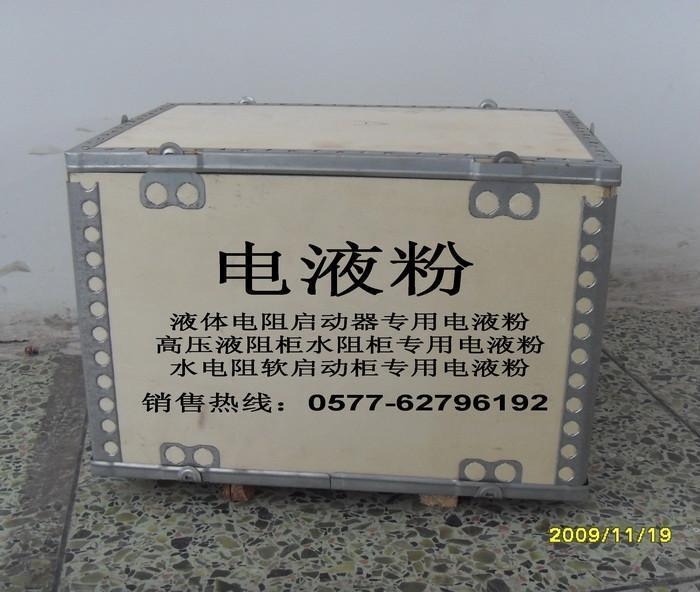 电液粉
液体电阻启动器专用电液粉
高压液阻柜水阻柜专用电液粉
水电阻软启动柜专用电液粉
销售热线：0577-62796192
2009/11/19